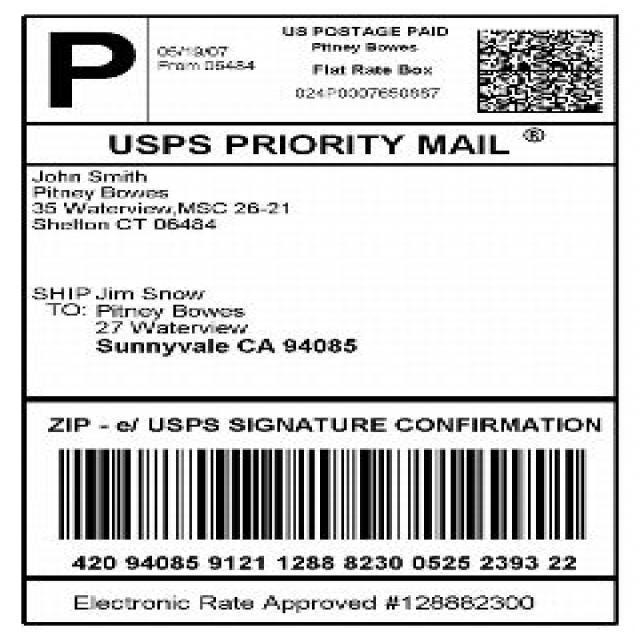 P
05/19/07
From 06484
US POSTAGE PAID
Pitney Bowes
Flat Rate Box
024P0007650887
USPS PRIORITY MAIL ®
John Smith
Pitney Bowes
35 Waterview,MSC 26-21
Shelton CT 06484
SHIP TO: Jim Snow
Pitney Bowes
27 Waterview
Sunnyvale CA 94085
ZIP - e/ USPS SIGNATURE CONFIRMATION
420 94085 9121 1288 8230 0525 2393 22
Electronic Rate Approved #128882300